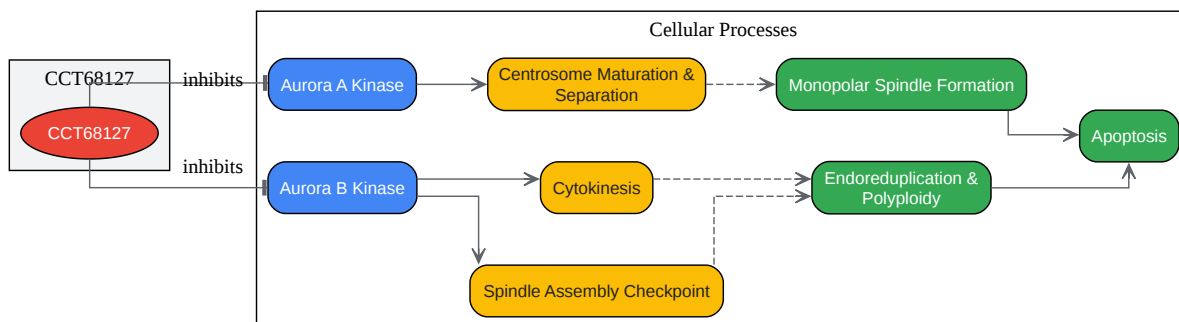 Cellular Processes
CCT68127
inhibits
Aurora A Kinase
Centrosome Maturation &
Separation
Monopolar Spindle Formation
CCT68127
Apoptosis
inhibits
Aurora B Kinase
Cytokinesis
Endoreduplication &
Polyploidy
Spindle Assembly Checkpoint